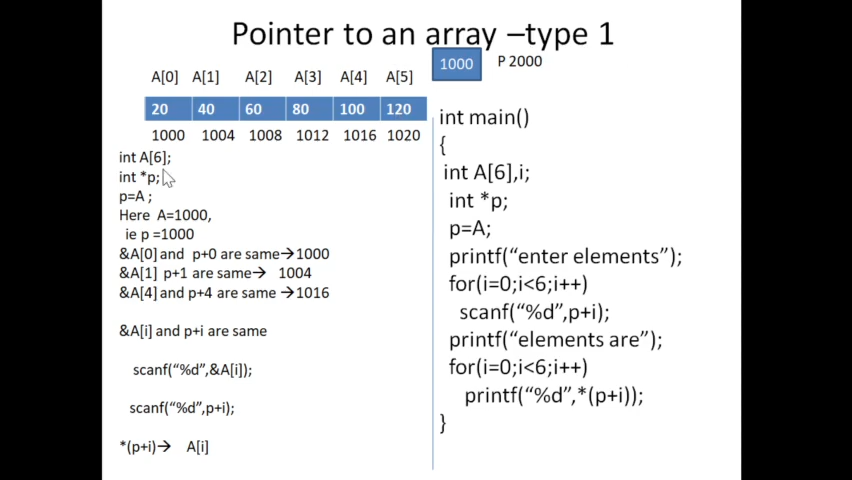 Pointer to an array –type 1
1000 P 2000
A[0] A[1] A[2] A[3] A[4] A[5]
20 40 60 80 100 120
1000 1004 1008 1012 1016 1020
int A[6];
int *p;
p=A ;
Here A=1000,
ie p =1000
&A[0] and p+0 are same→1000
&A[1] p+1 are same→ 1004
&A[4] and p+4 are same →1016
&A[i] and p+i are same
scanf(“%d”,&A[i]);
scanf(“%d”,p+i);
*(p+i)→ A[i]
int main()
{
int A[6],i;
int *p;
p=A;
printf(“enter elements”);
for(i=0;i<6;i++)
scanf(“%d”,p+i);
printf(“elements are”);
for(i=0;i<6;i++)
printf(“%d”,*(p+i));
}